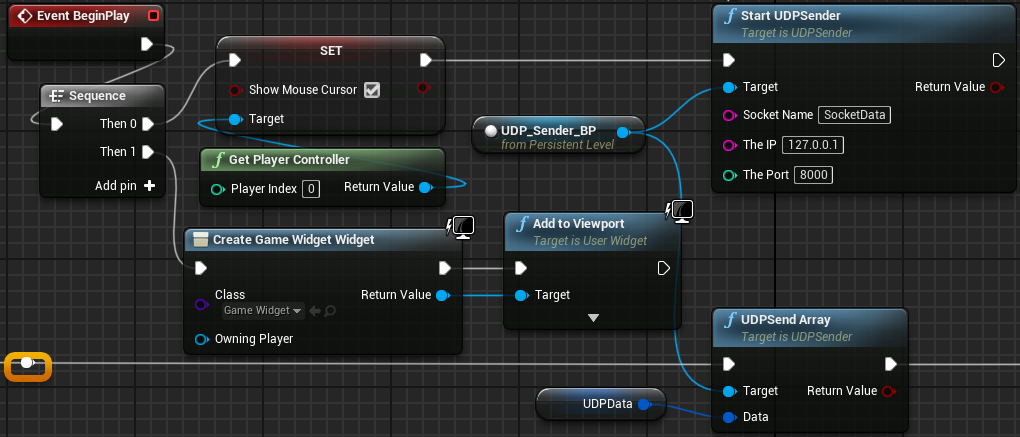 Event BeginPlay
Sequence
Then 0
Then 1
Add pin
SET
Show Mouse Cursor
Target
Get Player Controller
Player Index 0
Return Value
Create Game Widget Widget
Class
Game Widget
Return Value
Owning Player
UDP_Sender_BP
from Persistent Level
Add to Viewport
Target is User Widget
Target
Start UDPSender
Target is UDPSender
Target
Return Value
Socket Name SocketData
The IP 127.0.0.1
The Port 8000
UDPData
UDPSend Array
Target is UDPSender
Target
Return Value
Data